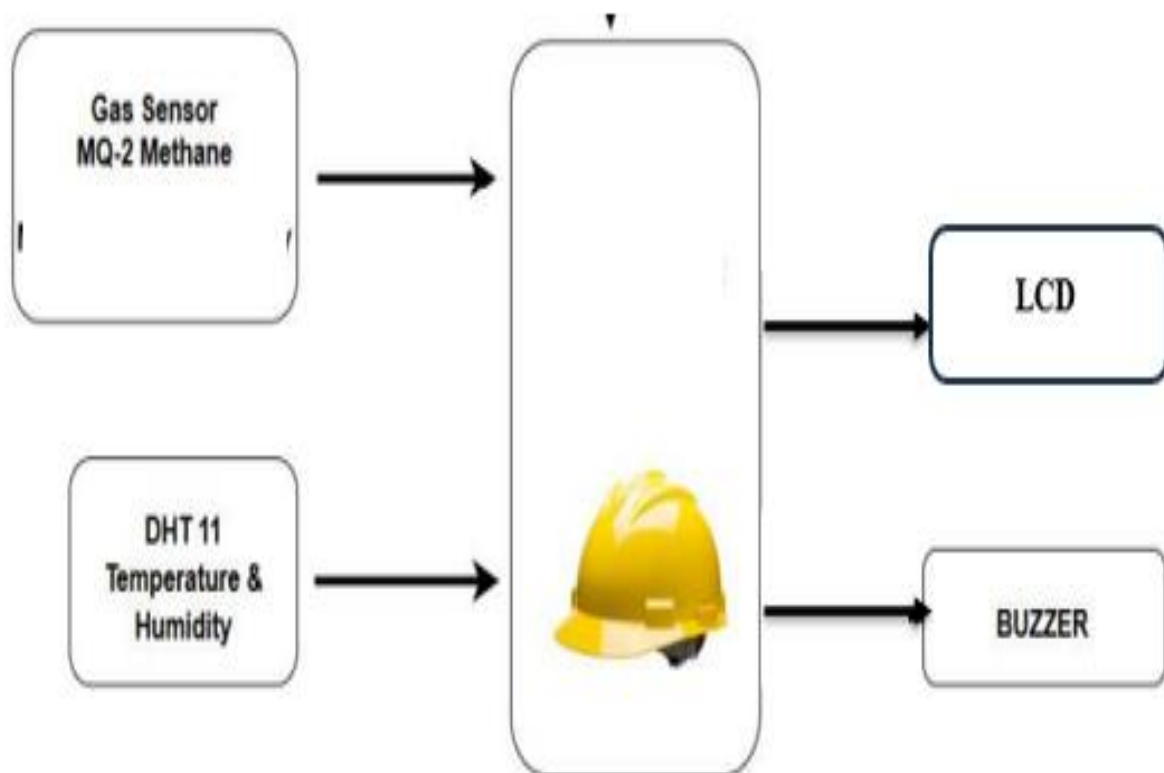 Gas Sensor
MQ-2 Methane
DHT 11
Temperature &
Humidity
LCD
BUZZER